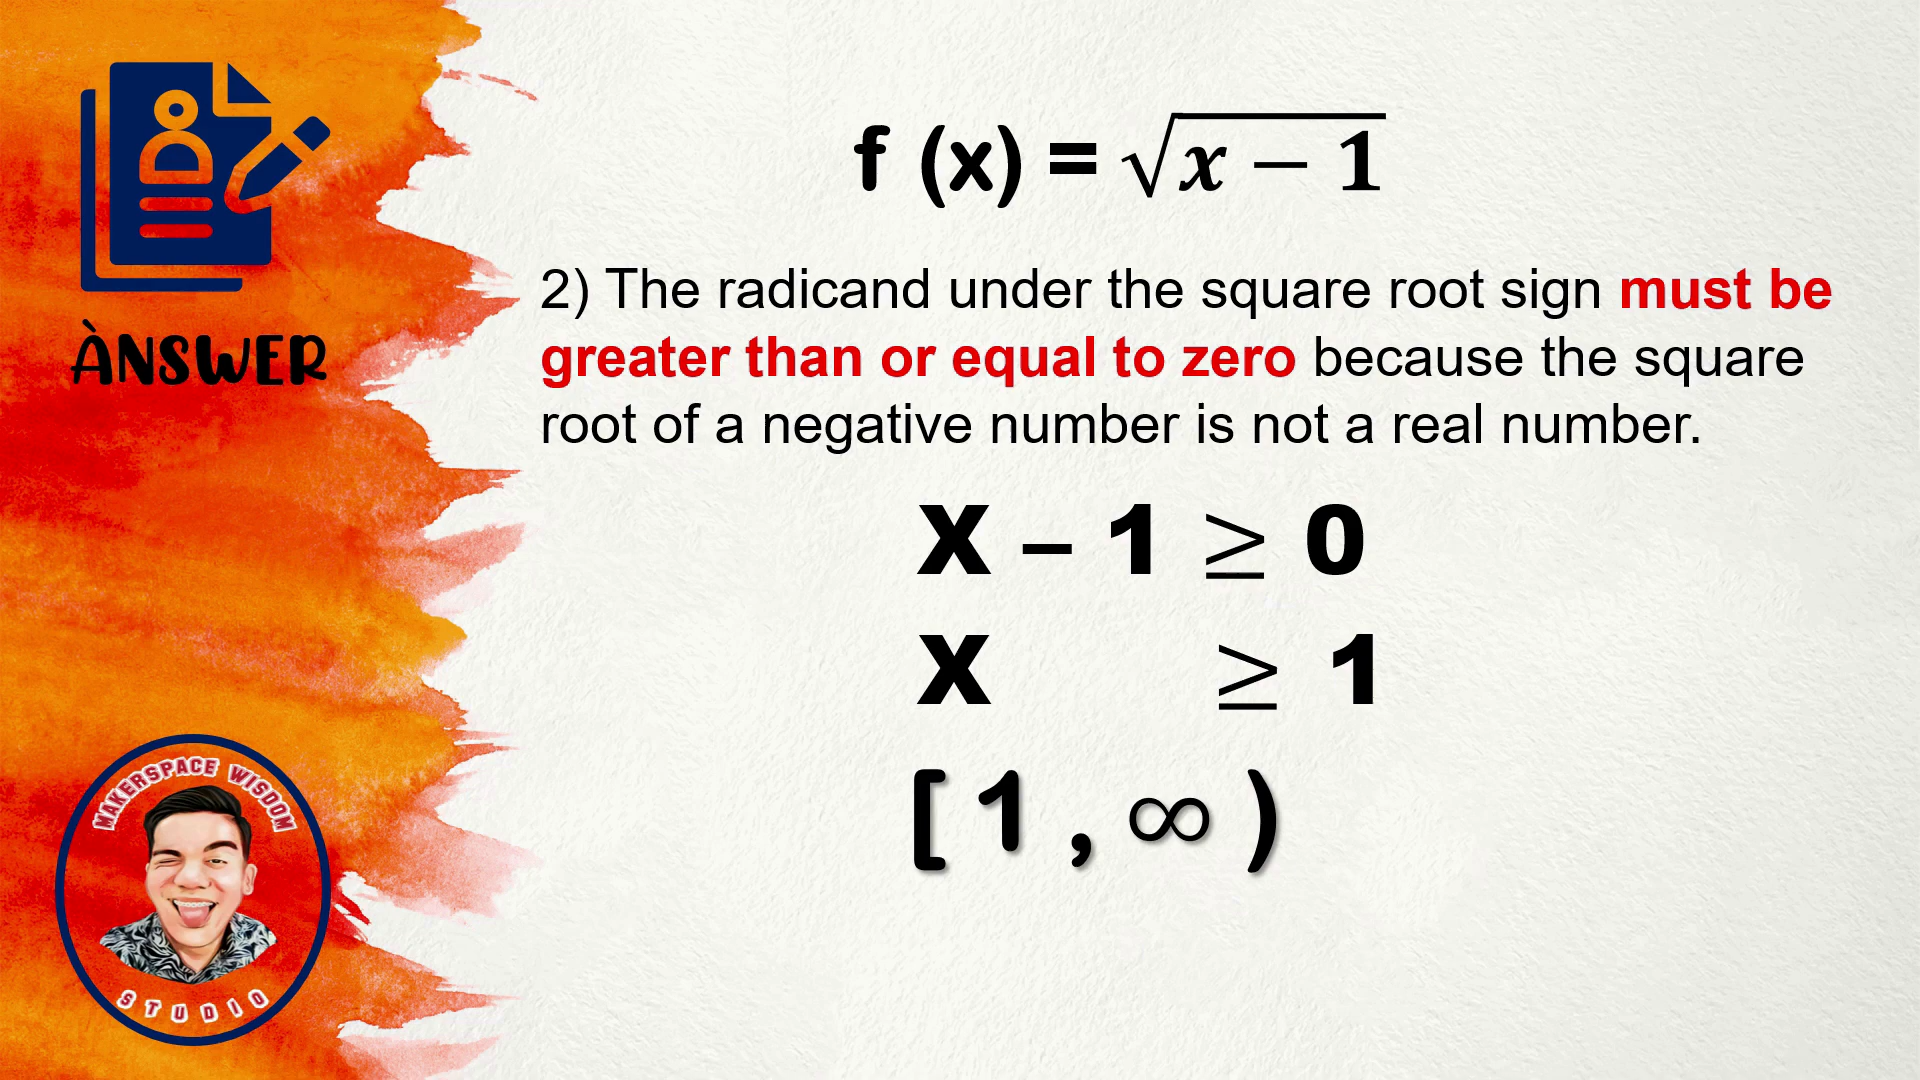 f (x) = √x − 1
2) The radicand under the square root sign must be
greater than or equal to zero because the square
root of a negative number is not a real number.
ÀNSWER
X – 1 ≥ 0
X ≥ 1
[ 1 , ∞ )
MAKERSPACE WISDOM
STUDIO